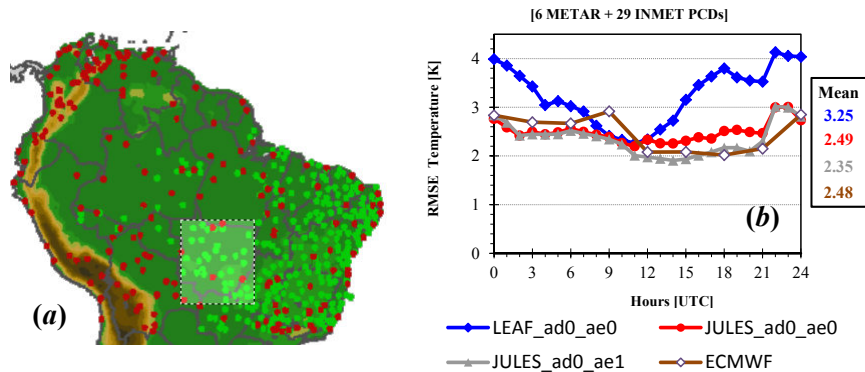 (a)
[6 METAR + 29 INMET PCDs]
RMSE Temperature [K]
4
3
2
1
0
0 3 6 9 12 15 18 21 24
Hours [UTC]
(b)
Mean
3.25
2.49
2.35
2.48
LEAF_ad0_ae0 JULES_ad0_ae0
JULES_ad0_ae1 ECMWF